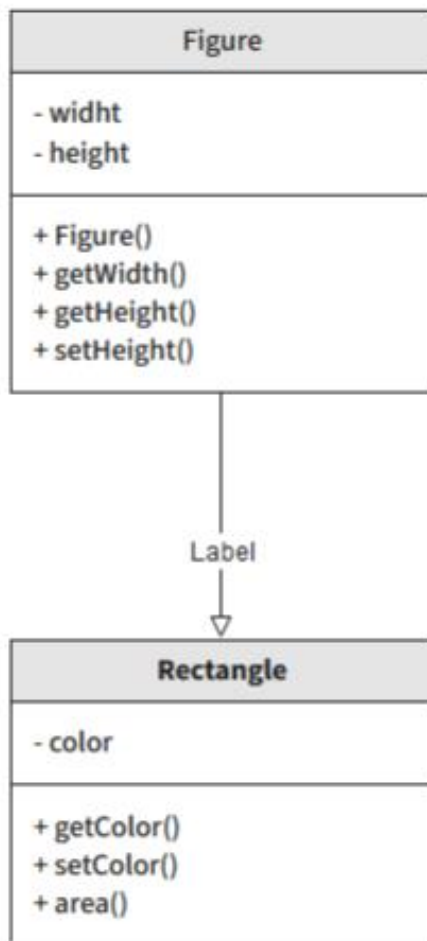 Figure
- widht
- height
+ Figure()
+ getWidth()
+ getHeight()
+ setHeight()
Label
Rectangle
- color
+ getColor()
+ setColor()
+ area()